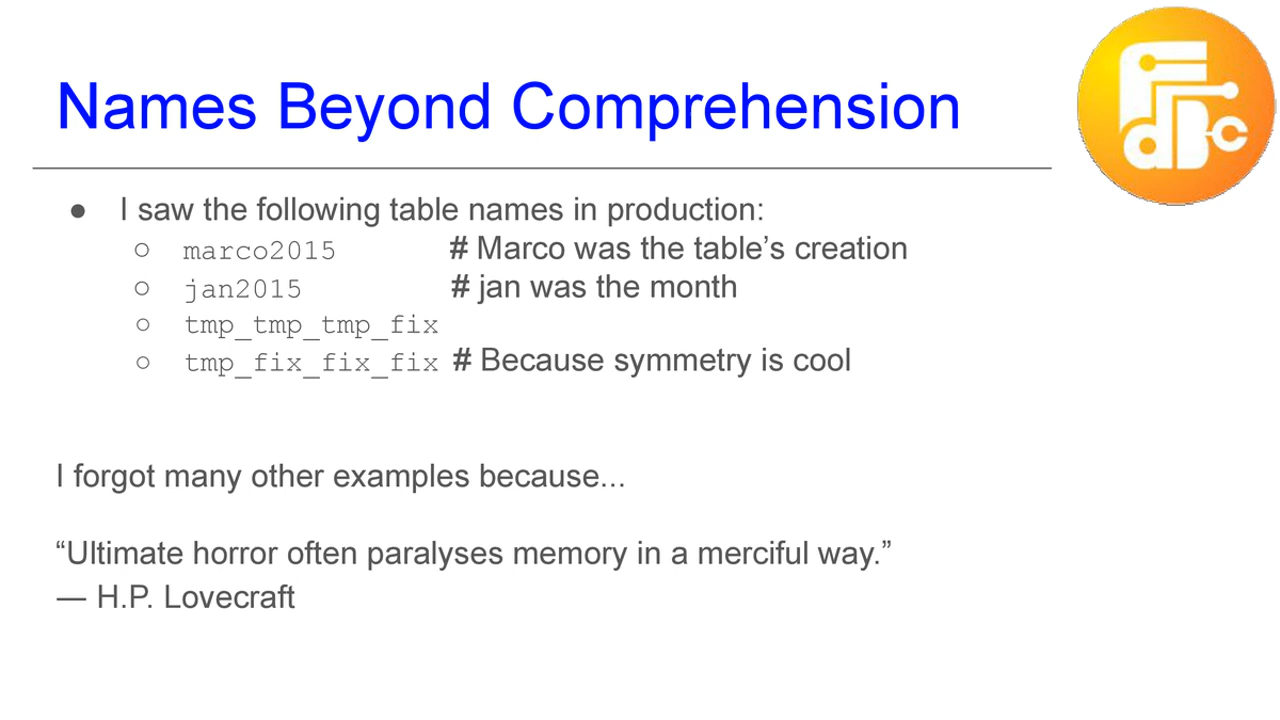 Names Beyond Comprehension
● I saw the following table names in production:
○ marco2015 # Marco was the table’s creation
○ jan2015 # jan was the month
○ tmp_tmp_tmp_fix
○ tmp_fix_fix_fix # Because symmetry is cool
I forgot many other examples because...
“Ultimate horror often paralyses memory in a merciful way.”
— H.P. Lovecraft